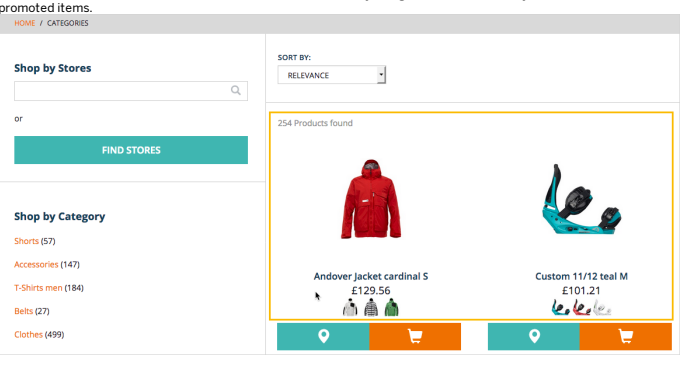 promoted items.
HOME / CATEGORIES
Shop by Stores
or
FIND STORES
Shop by Category
Shorts (57)
Accessories (147)
T-Shirts men (184)
Belts (27)
Clothes (499)
SORT BY:
RELEVANCE
254 Products found
Andover Jacket cardinal S
£129.56
Custom 11/12 teal M
£101.21